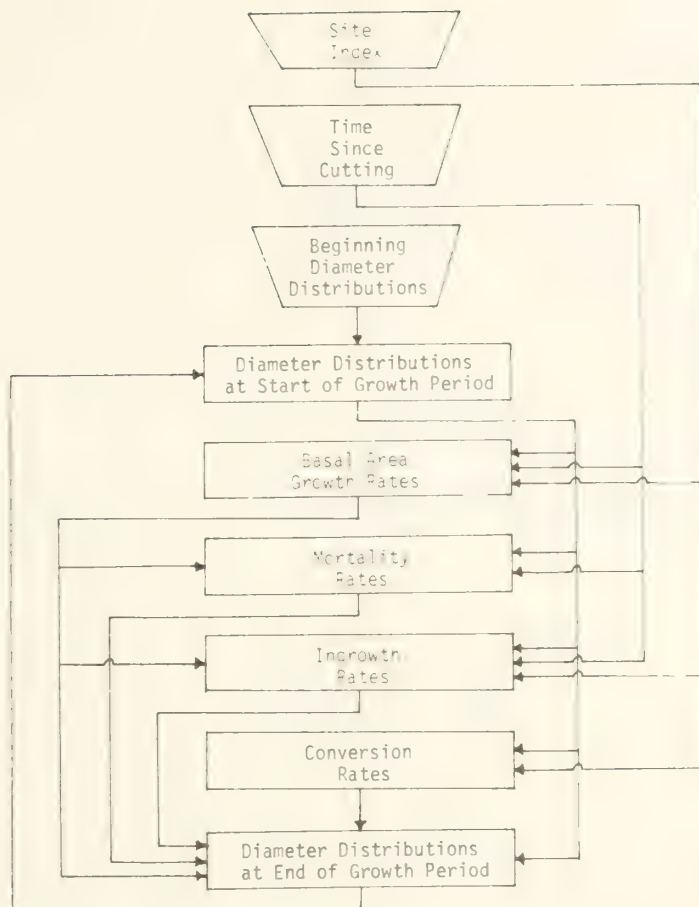 Site
Index
Time
Since
Cutting
Beginning
Diameter
Distributions
Diameter Distributions
at Start of Growth Period
Basal Area
Growth Rates
Mortality
Rates
Ingrowth
Rates
Conversion
Rates
Diameter Distributions
at End of Growth Period